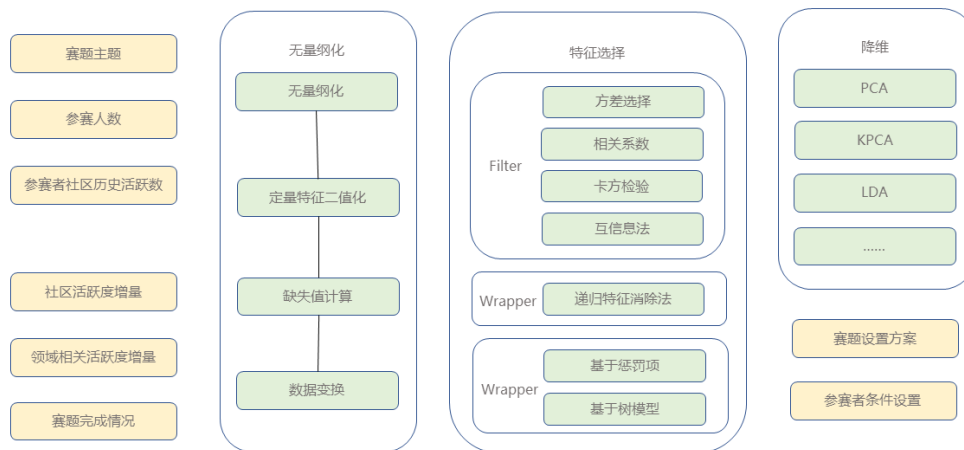 赛题主题
参赛人数
参赛者社区历史活跃数
社区活跃度增量
领域相关活跃度增量
赛题完成情况
无量纲化
无量纲化
定量特征二值化
缺失值计算
数据变换
特征选择
Filter
方差选择
相关系数
卡方检验
互信息法
Wrapper
递归特征消除法
Wrapper
基于惩罚项
基于树模型
降维
PCA
KPCA
LDA
......
赛题设置方案
参赛者条件设置